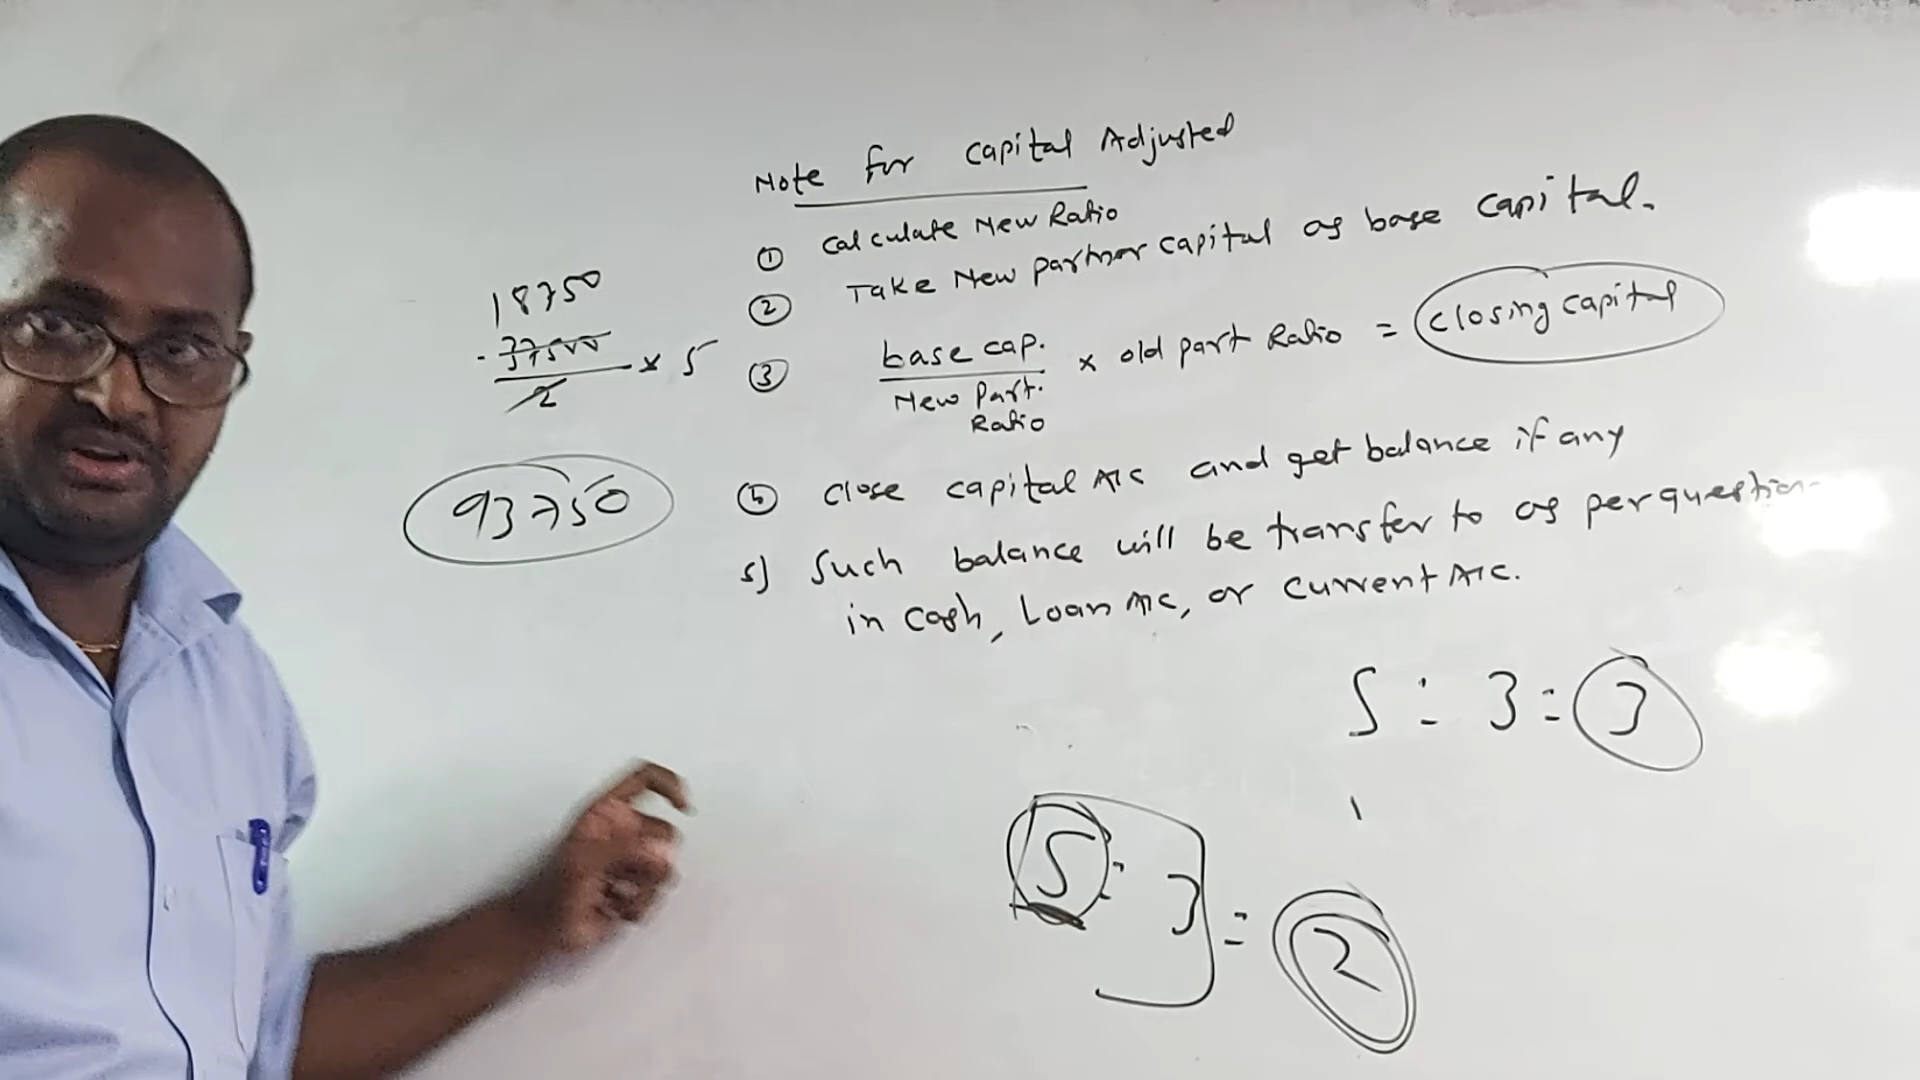 Note for capital Adjusted
① calculate New Ratio
② Take New partner capital as base capital.
③ base cap. / New Part. Ratio × old part Ratio = closing capital
18750
37500 / 2 × 5
93750
④ close capital A/c and get balance if any
5) Such balance will be transfer to as per question
in cash, Loan A/c, or current A/c.
5 : 3 : 3
5 : 3 : 2